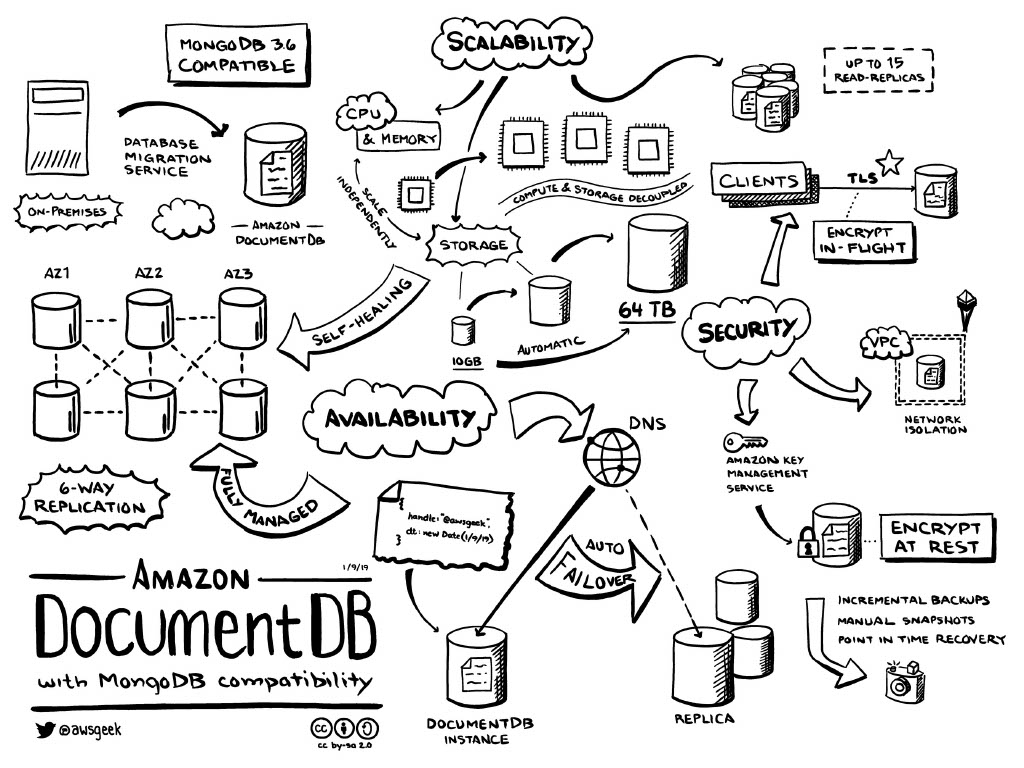 MONGODB 3.6
COMPATIBLE
SCALABILITY
UP TO 15
READ-REPLICAS
CPU
& MEMORY
DATABASE
MIGRATION
SERVICE
ON-PREMISES
AMAZON
DOCUMENTDB
SCALE
INDEPENDENTLY
COMPUTE & STORAGE DECOUPLED
CLIENTS
TLS
ENCRYPT
IN-FLIGHT
STORAGE
AZ1
AZ2
AZ3
SELF-HEALING
10GB
AUTOMATIC
64 TB
SECURITY
VPC
NETWORK
ISOLATION
AVAILABILITY
DNS
AMAZON KEY
MANAGEMENT
SERVICE
6-WAY
REPLICATION
FULLY MANAGED
{
handle: "@awsgeek",
dt: new Date(1/9/19)
}
AUTO
FAILOVER
ENCRYPT
AT REST
1/9/19
AMAZON
DOCUMENTDB
with MONGODB compatibility
INCREMENTAL BACKUPS
MANUAL SNAPSHOTS
POINT IN TIME RECOVERY
@awsgeek
cc
cc by-sa 2.0
DOCUMENTDB
INSTANCE
REPLICA